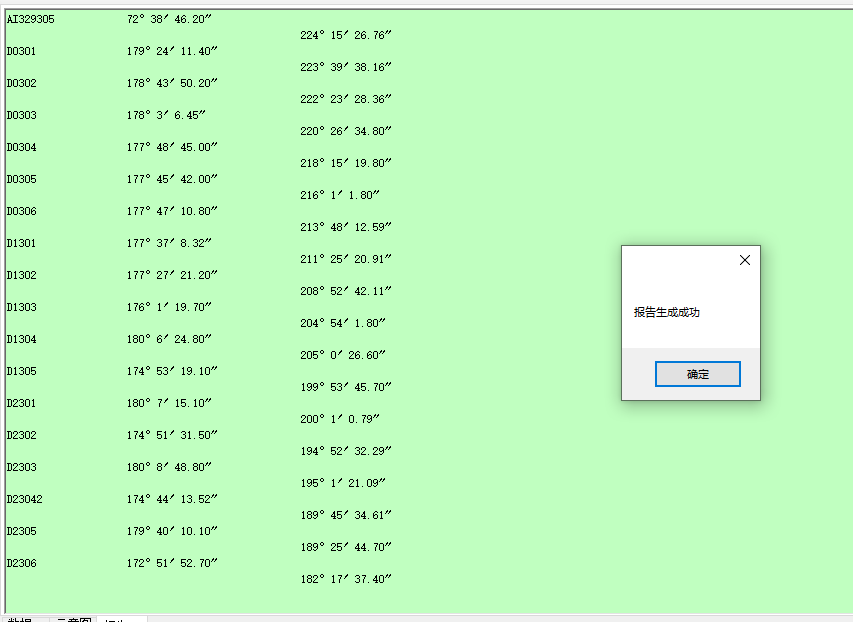 AI329305 72° 38′ 46.20″
224° 15′ 26.76″
D0301 179° 24′ 11.40″
223° 39′ 38.16″
D0302 178° 43′ 50.20″
222° 23′ 28.36″
D0303 178° 3′ 6.45″
220° 26′ 34.80″
D0304 177° 48′ 45.00″
218° 15′ 19.80″
D0305 177° 45′ 42.00″
216° 1′ 1.80″
D0306 177° 47′ 10.80″
213° 48′ 12.59″
D1301 177° 37′ 8.32″
211° 25′ 20.91″
D1302 177° 27′ 21.20″
208° 52′ 42.11″
D1303 176° 1′ 19.70″
204° 54′ 1.80″
D1304 180° 6′ 24.80″
205° 0′ 26.60″
D1305 174° 53′ 19.10″
199° 53′ 45.70″
D2301 180° 7′ 15.10″
200° 1′ 0.79″
D2302 174° 51′ 31.50″
194° 52′ 32.29″
D2303 180° 8′ 48.80″
195° 1′ 21.09″
D23042 174° 44′ 13.52″
189° 45′ 34.61″
D2305 179° 40′ 10.10″
189° 25′ 44.70″
D2306 172° 51′ 52.70″
182° 17′ 37.40″
报告生成成功
确定